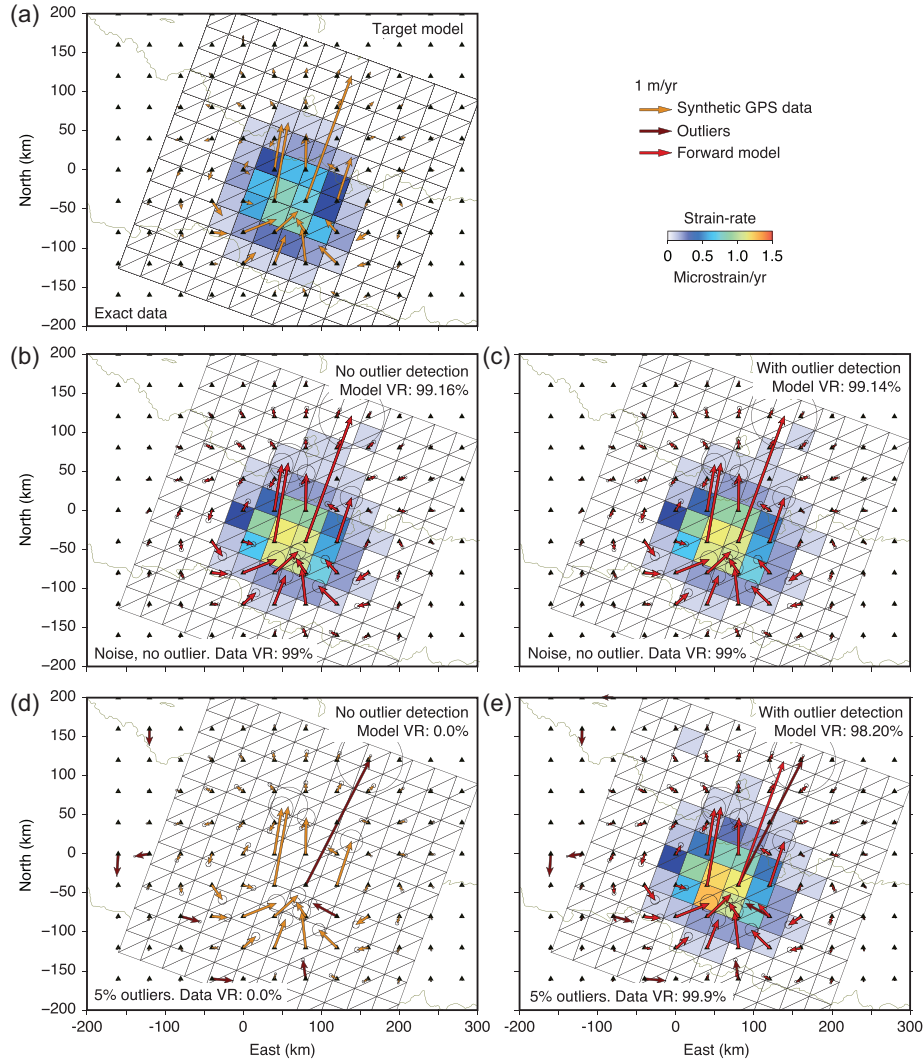 (a)
200
150
100
50
0
−50
−100
−150
−200
North (km)
Target model
Exact data
−200
−100
0
100
200
300
1 m/yr
Synthetic GPS data
Outliers
Forward model
Strain-rate
0
0.5
1.0
1.5
Microstrain/yr
(b)
200
150
100
50
0
−50
−100
−150
−200
North (km)
No outlier detection
Model VR: 99.16%
Noise, no outlier. Data VR: 99%
(c)
With outlier detection
Model VR: 99.14%
Noise, no outlier. Data VR: 99%
(d)
200
150
100
50
0
−50
−100
−150
−200
North (km)
No outlier detection
Model VR: 0.0%
5% outliers. Data VR: 0.0%
-200
-100
0
100
200
300
East (km)
(e)
With outlier detection
Model VR: 98.20%
5% outliers. Data VR: 99.9%
-200
-100
0
100
200
300
East (km)